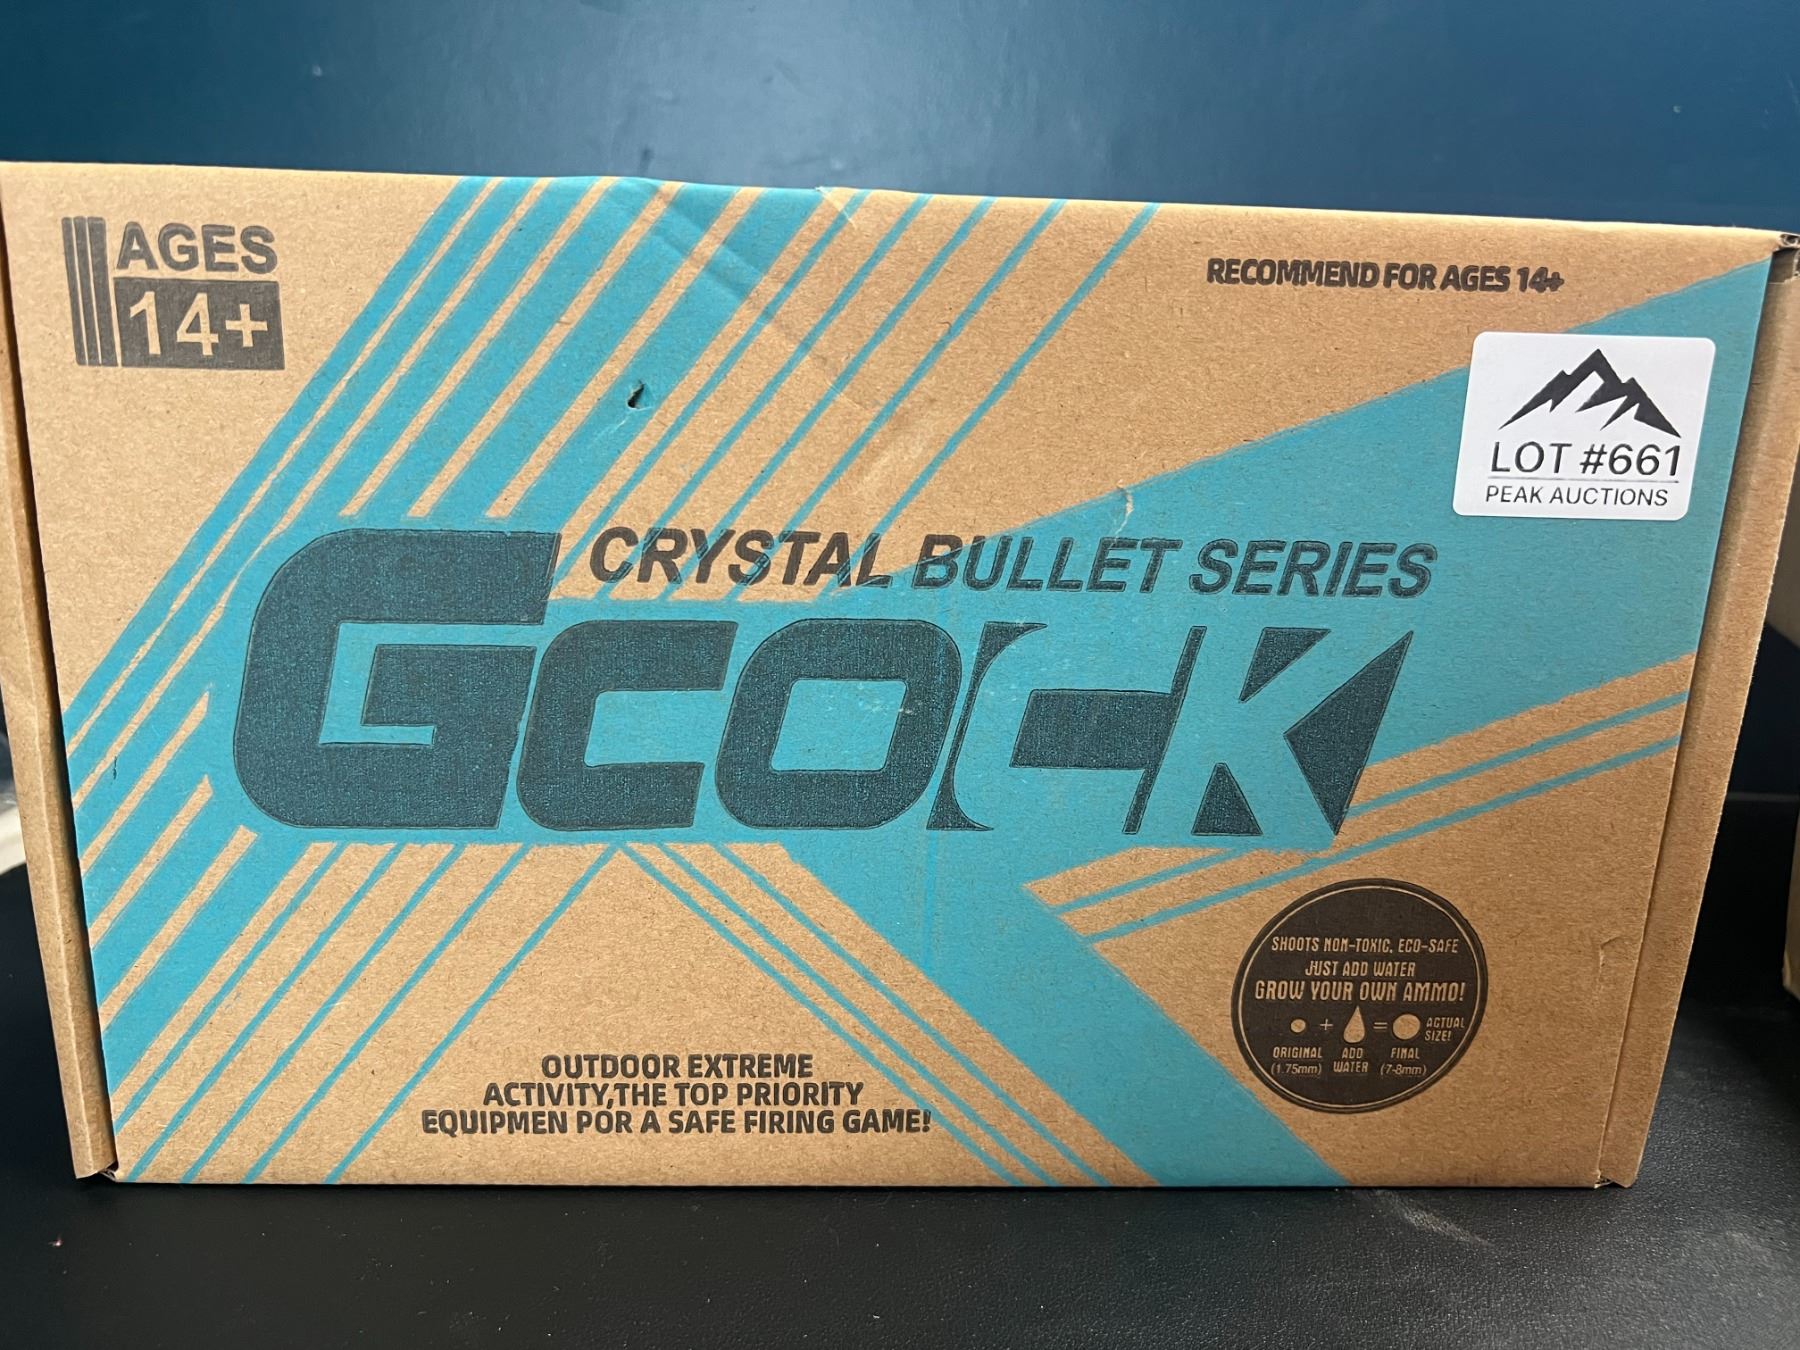 AGES
14+
RECOMMEND FOR AGES 14+
LOT #661
PEAK AUCTIONS
CRYSTAL BULLET SERIES
GCOCK
SHOOTS NON-TOXIC, ECO-SAFE
JUST ADD WATER
GROW YOUR OWN AMMO!
+ = ACTUAL
SIZE!
ORIGINAL ADD FINAL
(1.75mm) WATER (7-8mm)
OUTDOOR EXTREME
ACTIVITY,THE TOP PRIORITY
EQUIPMEN POR A SAFE FIRING GAME!